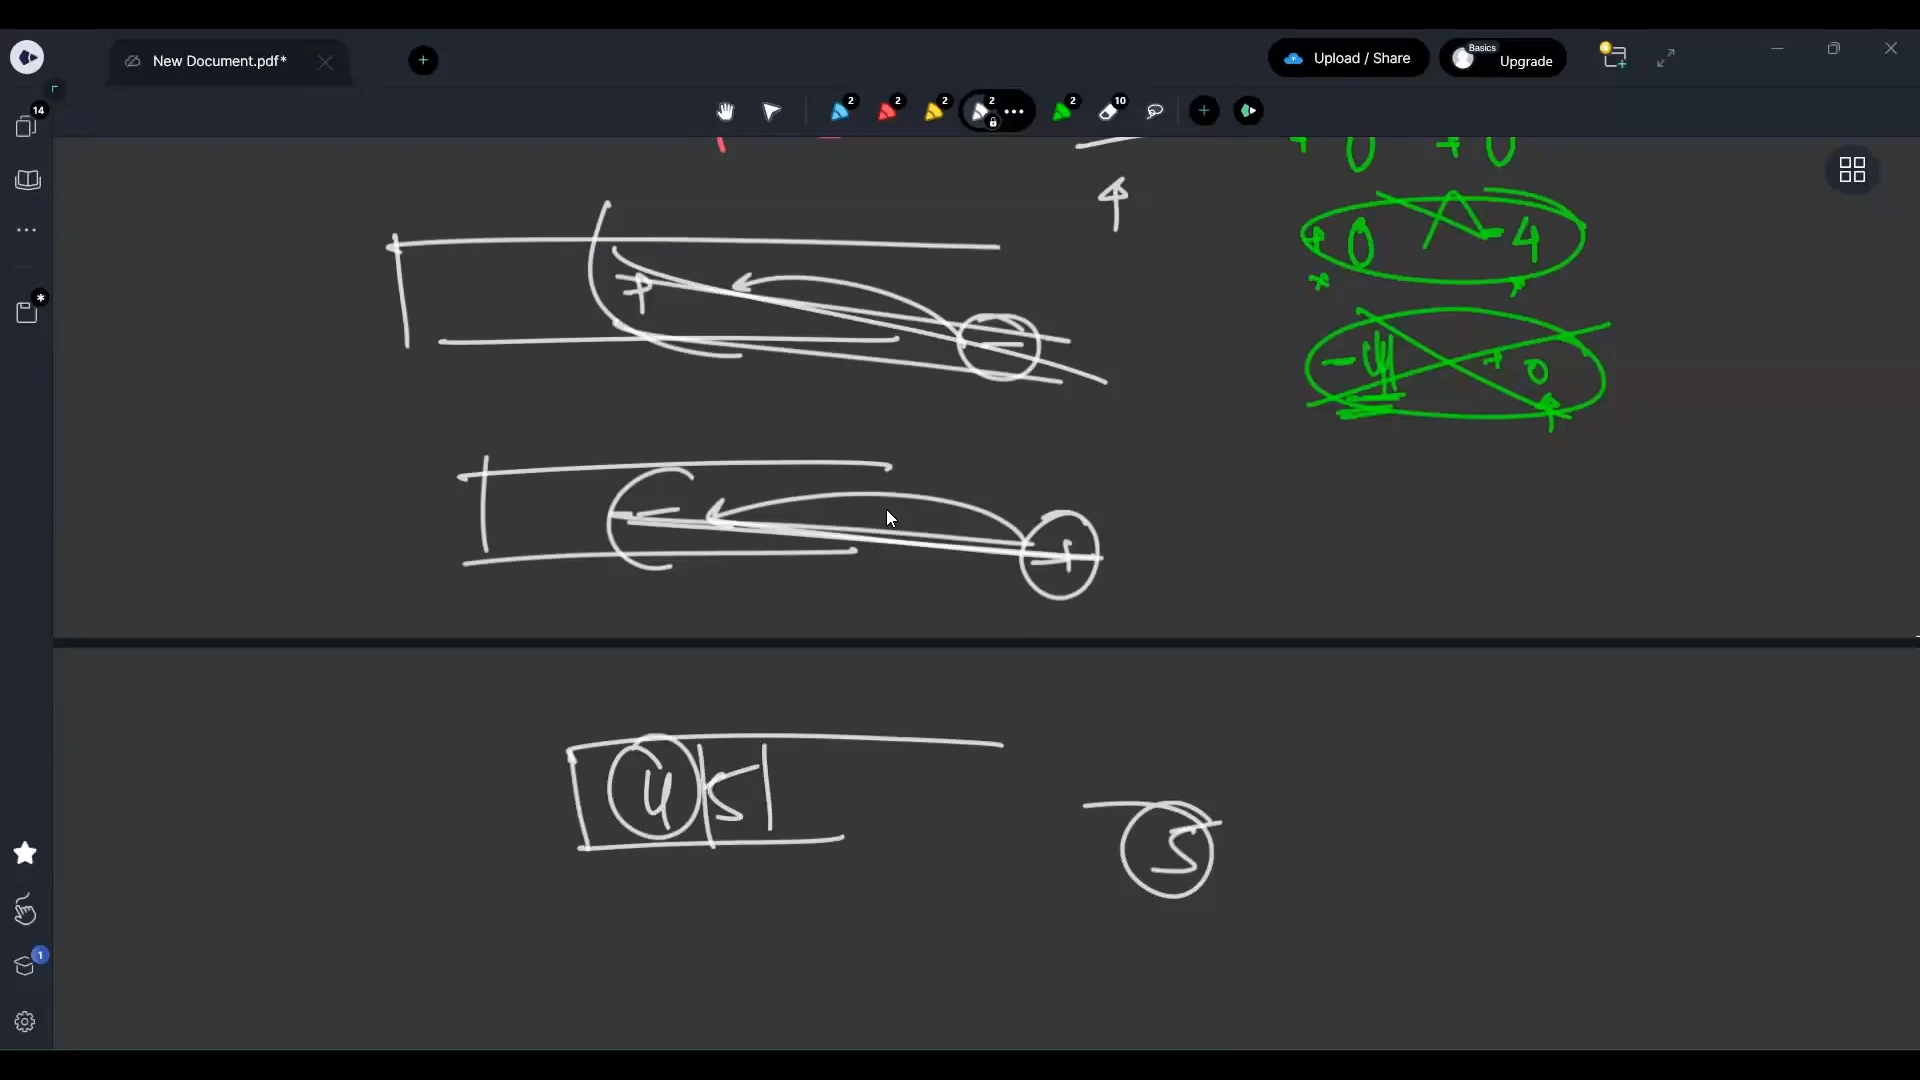 New Document.pdf*
Upload / Share
Basics
Upgrade
14
2
2
2
2
2
10
+ 0 + 0
+ 0 - 4
+
- 4 + 0
+ -
- +
4 5
5
1